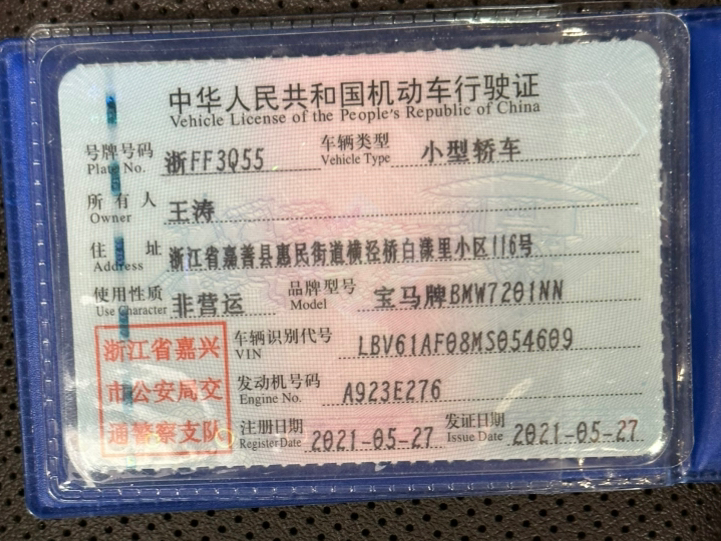 中华人民共和国机动车行驶证
Vehicle License of the People's Republic of China
号牌号码 浙FF3Q55 车辆类型 小型轿车
Plate No. Vehicle Type
所有人 王涛
Owner
住址 浙江省嘉善县惠民街道横泾桥白漾里小区116号
Address
使用性质 非营运 品牌型号 宝马牌BMW7201NN
Use Character Model
浙江省嘉兴
市公安局交
通警察支队
车辆识别代号 LBV61AF08MS054609
VIN
发动机号码 A923E276
Engine No.
注册日期 2021-05-27 发证日期 2021-05-27
Register Date Issue Date